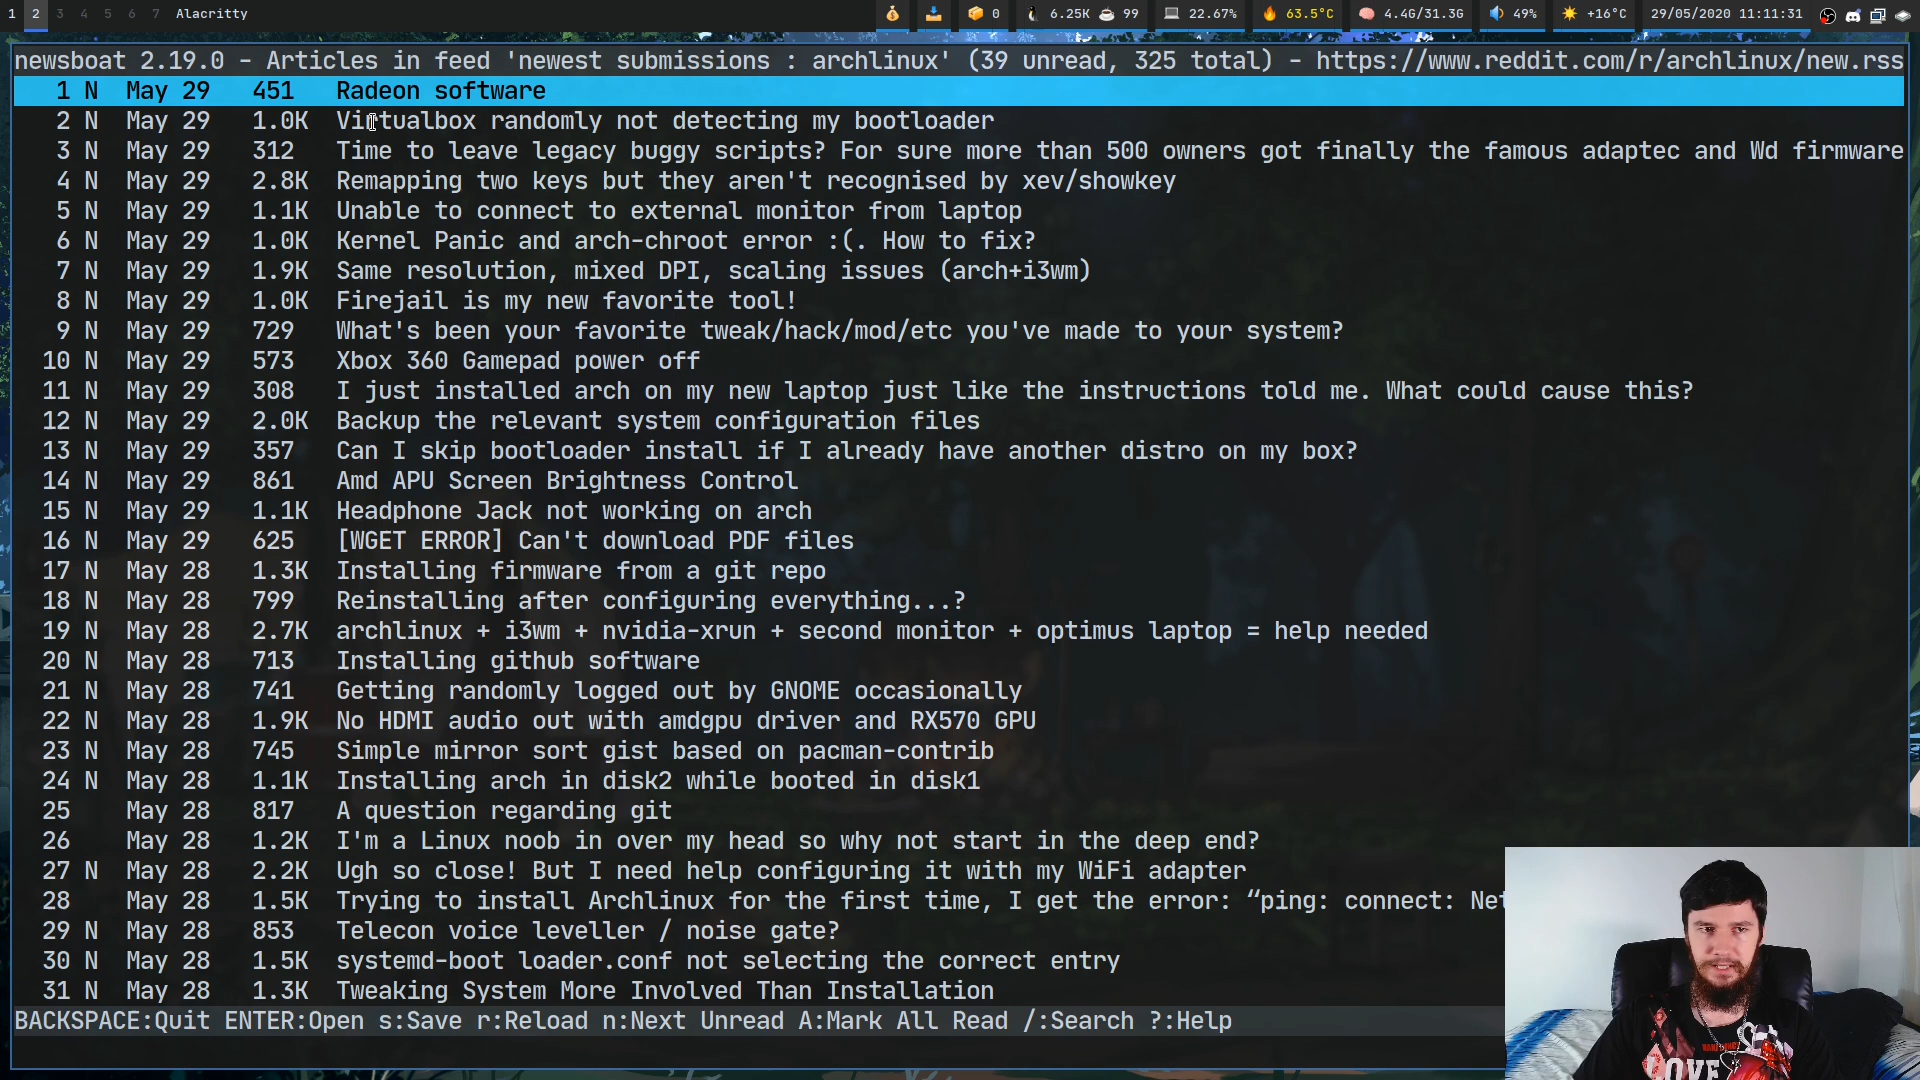 1 2 3 4 5 6 7 Alacritty 0 6.25K 99 22.67% 63.5°C 4.4G/31.3G 49% +16°C 29/05/2020 11:11:31
newsboat 2.19.0 - Articles in feed 'newest submissions : archlinux' (39 unread, 325 total) - https://www.reddit.com/r/archlinux/new.rss
1 N May 29 451 Radeon software
2 N May 29 1.0K Virtualbox randomly not detecting my bootloader
3 N May 29 312 Time to leave legacy buggy scripts? For sure more than 500 owners got finally the famous adaptec and Wd firmware
4 N May 29 2.8K Remapping two keys but they aren't recognised by xev/showkey
5 N May 29 1.1K Unable to connect to external monitor from laptop
6 N May 29 1.0K Kernel Panic and arch-chroot error :(. How to fix?
7 N May 29 1.9K Same resolution, mixed DPI, scaling issues (arch+i3wm)
8 N May 29 1.0K Firejail is my new favorite tool!
9 N May 29 729 What's been your favorite tweak/hack/mod/etc you've made to your system?
10 N May 29 573 Xbox 360 Gamepad power off
11 N May 29 308 I just installed arch on my new laptop just like the instructions told me. What could cause this?
12 N May 29 2.0K Backup the relevant system configuration files
13 N May 29 357 Can I skip bootloader install if I already have another distro on my box?
14 N May 29 861 Amd APU Screen Brightness Control
15 N May 29 1.1K Headphone Jack not working on arch
16 N May 29 625 [WGET ERROR] Can't download PDF files
17 N May 28 1.3K Installing firmware from a git repo
18 N May 28 799 Reinstalling after configuring everything...?
19 N May 28 2.7K archlinux + i3wm + nvidia-xrun + second monitor + optimus laptop = help needed
20 N May 28 713 Installing github software
21 N May 28 741 Getting randomly logged out by GNOME occasionally
22 N May 28 1.9K No HDMI audio out with amdgpu driver and RX570 GPU
23 N May 28 745 Simple mirror sort gist based on pacman-contrib
24 N May 28 1.1K Installing arch in disk2 while booted in disk1
25 May 28 817 A question regarding git
26 May 28 1.2K I'm a Linux noob in over my head so why not start in the deep end?
27 N May 28 2.2K Ugh so close! But I need help configuring it with my WiFi adapter
28 May 28 1.5K Trying to install Archlinux for the first time, I get the error: “ping: connect: Net
29 N May 28 853 Telecon voice leveller / noise gate?
30 N May 28 1.5K systemd-boot loader.conf not selecting the correct entry
31 N May 28 1.3K Tweaking System More Involved Than Installation
BACKSPACE:Quit ENTER:Open s:Save r:Reload n:Next Unread A:Mark All Read /:Search ?:Help
LOVE